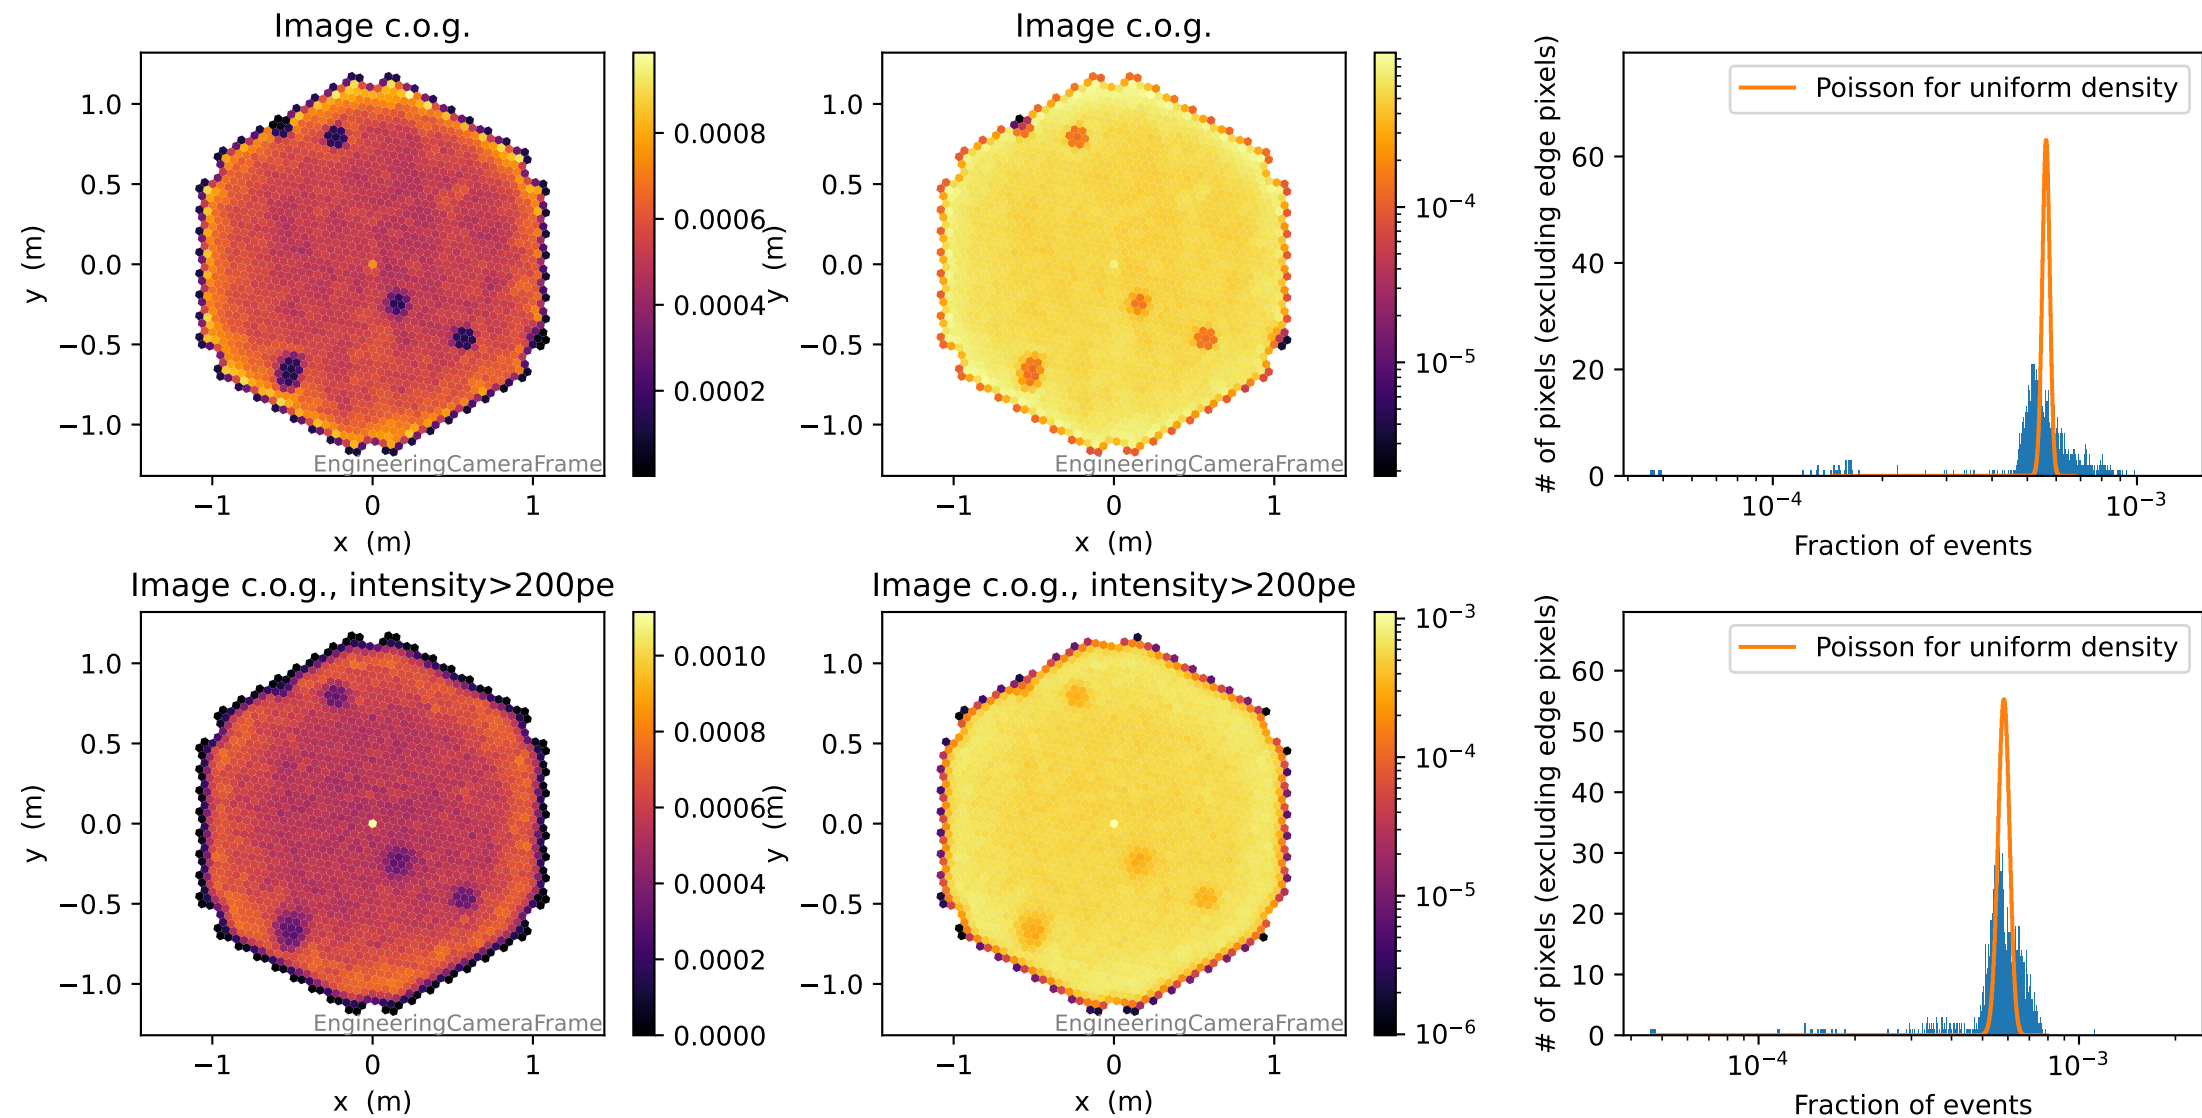 Image c.o.g.
1.0
0.5
0.0
−0.5
−1.0
y (m)
−1 0 1
x (m)
EngineeringCameraFrame
0.0008
0.0006
0.0004
0.0002
Image c.o.g.
1.0
0.5
0.0
−0.5
−1.0
y (m)
−1 0 1
x (m)
EngineeringCameraFrame
10−4
10−5
# of pixels (excluding edge pixels)
60
40
20
0
Poisson for uniform density
10−4 10−3
Fraction of events
Image c.o.g., intensity>200pe
1.0
0.5
0.0
−0.5
−1.0
y (m)
−1 0 1
x (m)
EngineeringCameraFrame
0.0010
0.0008
0.0006
0.0004
0.0002
0.0000
Image c.o.g., intensity>200pe
1.0
0.5
0.0
−0.5
−1.0
y (m)
−1 0 1
x (m)
EngineeringCameraFrame
10−3
10−4
10−5
10−6
# of pixels (excluding edge pixels)
60
50
40
30
20
10
0
Poisson for uniform density
10−4 10−3
Fraction of events